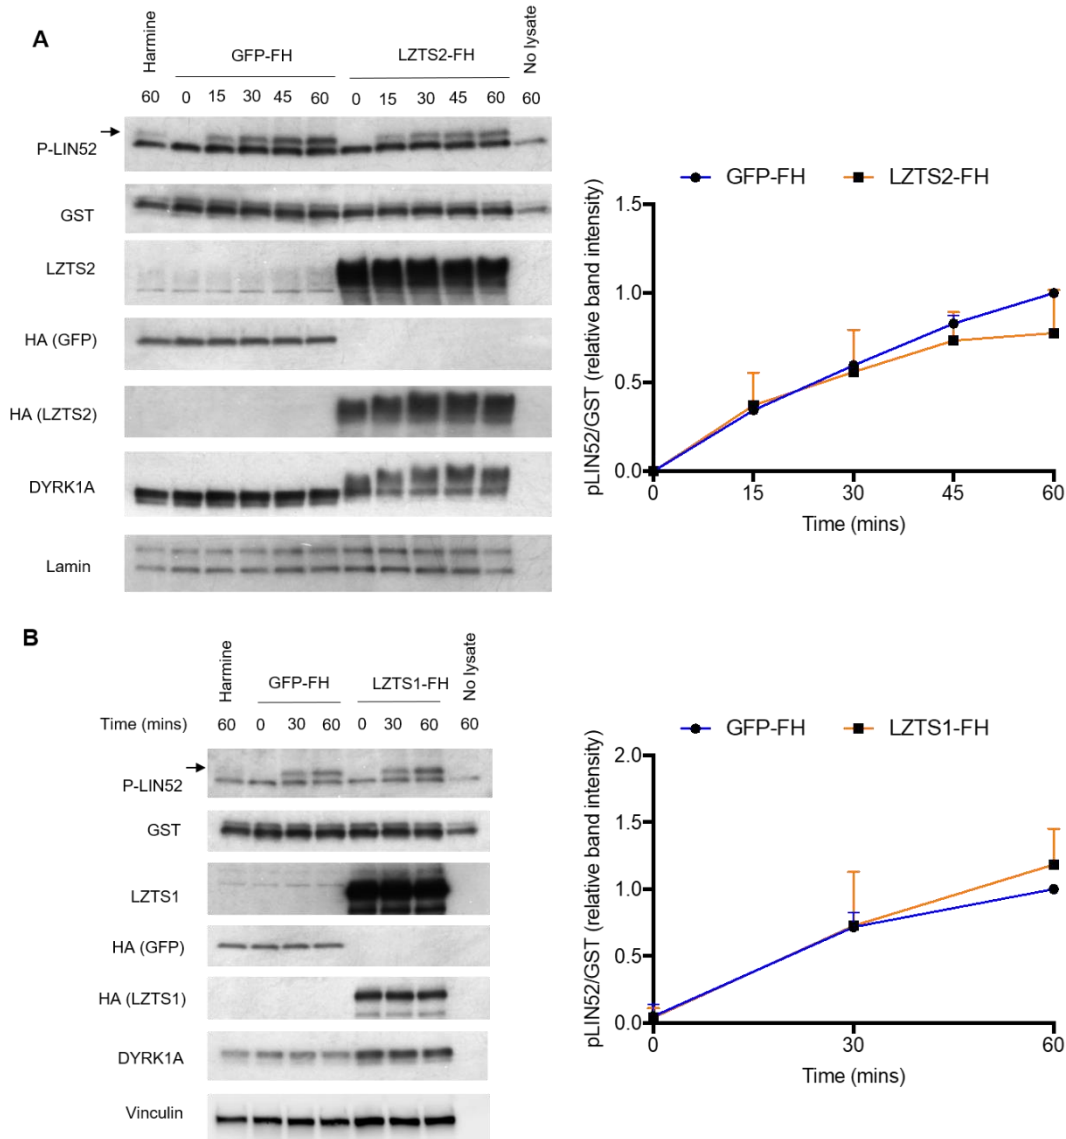 A
Harmine
GFP-FH
LZTS2-FH
No lysate
60 0 15 30 45 60 0 15 30 45 60 60
P-LIN52
GST
LZTS2
HA (GFP)
HA (LZTS2)
DYRK1A
Lamin
GFP-FH LZTS2-FH
pLIN52/GST (relative band intensity)
1.5
1.0
0.5
0.0
0 15 30 45 60
Time (mins)
B
Harmine
GFP-FH
LZTS1-FH
No lysate
Time (mins) 60 0 30 60 0 30 60 60
P-LIN52
GST
LZTS1
HA (GFP)
HA (LZTS1)
DYRK1A
Vinculin
GFP-FH LZTS1-FH
pLIN52/GST (relative band intensity)
2.0
1.5
1.0
0.5
0.0
0 30 60
Time (mins)